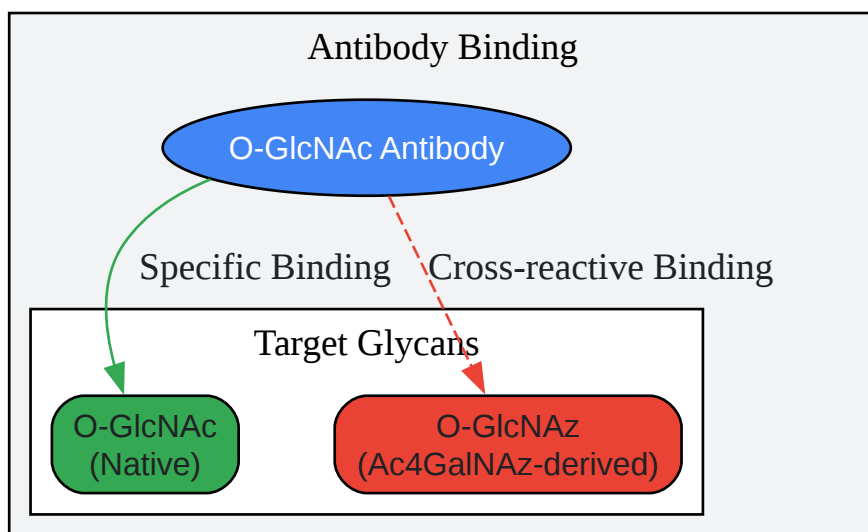 Antibody Binding
O-GlcNAc Antibody
Specific Binding
Cross-reactive Binding
Target Glycans
O-GlcNAc
(Native)
O-GlcNAz
(Ac4GalNAz-derived)